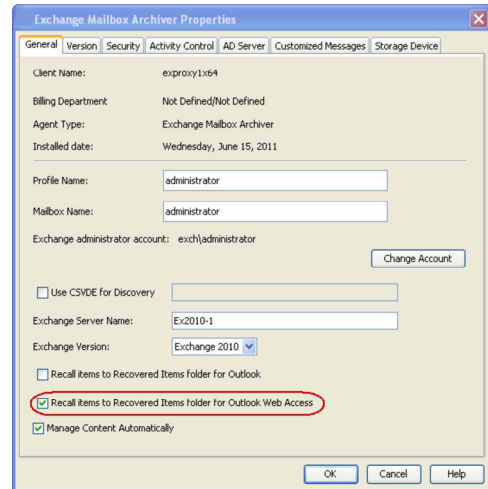 Exchange Mailbox Archiver Properties
General Version Security Activity Control AD Server Customized Messages Storage Device
Client Name: exproxy1x64
Billing Department Not Defined/Not Defined
Agent Type: Exchange Mailbox Archiver
Installed date: Wednesday, June 15, 2011
Profile Name: administrator
Mailbox Name: administrator
Exchange administrator account: exch\administrator
Change Account
Use CSVDE for Discovery
Exchange Server Name: Ex2010-1
Exchange Version: Exchange 2010
Recall items to Recovered Items folder for Outlook
Recall items to Recovered Items folder for Outlook Web Access
Manage Content Automatically
OK Cancel Help